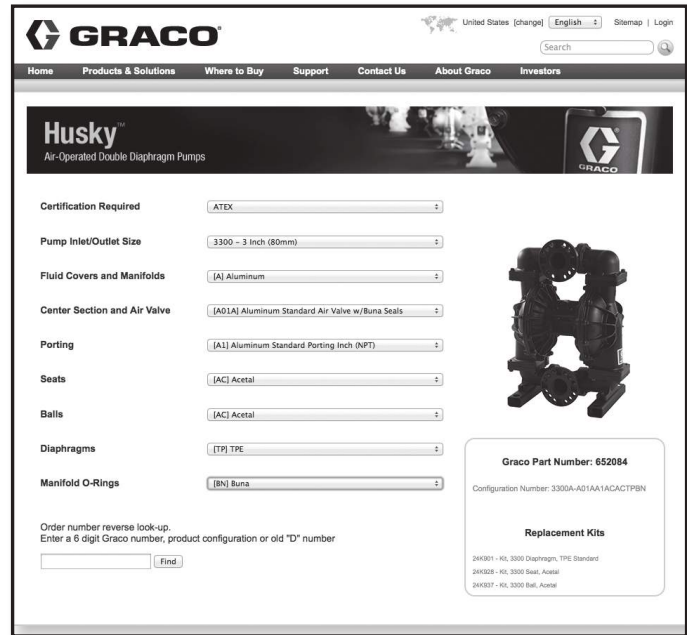 GRACO
United States [change] English Sitemap | Login
Search
Home Products & Solutions Where to Buy Support Contact Us About Graco Investors
Husky™
Air-Operated Double Diaphragm Pumps
GRACO
Certification Required ATEX
Pump Inlet/Outlet Size 3300 – 3 Inch (80mm)
Fluid Covers and Manifolds [A] Aluminum
Center Section and Air Valve [A01A] Aluminum Standard Air Valve w/Buna Seals
Porting [A1] Aluminum Standard Porting Inch (NPT)
Seats [AC] Acetal
Balls [AC] Acetal
Diaphragms [TP] TPE
Manifold O-Rings [BN] Buna
Graco Part Number: 652084
Configuration Number: 3300A-A01AA1ACACTPBN
Replacement Kits
24K901 - Kit, 3300 Diaphragm, TPE Standard
24K928 - Kit, 3300 Seat, Acetal
24K937 - Kit, 3300 Ball, Acetal
Order number reverse look-up.
Enter a 6 digit Graco number, product configuration or old "D" number
Find